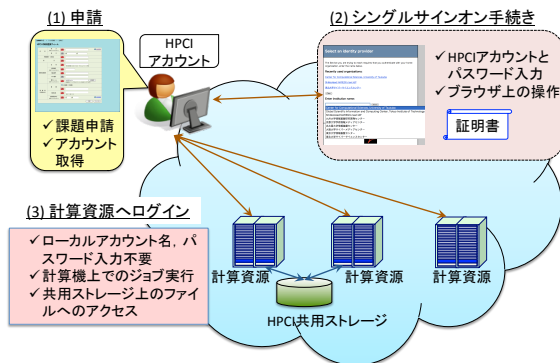 (1) 申請
HPCI
アカウント
✓課題申請
✓アカウント
取得
(2) シングルサインオン手続き
Select an identity provider
✓HPCIアカウントと
パスワード入力
✓ブラウザ上の操作
証明書
(3) 計算資源へログイン
✓ローカルアカウント名，パ
スワード入力不要
✓計算機上でのジョブ実行
✓共用ストレージ上のファイ
ルへのアクセス
計算資源
計算資源
計算資源
HPCI共用ストレージ